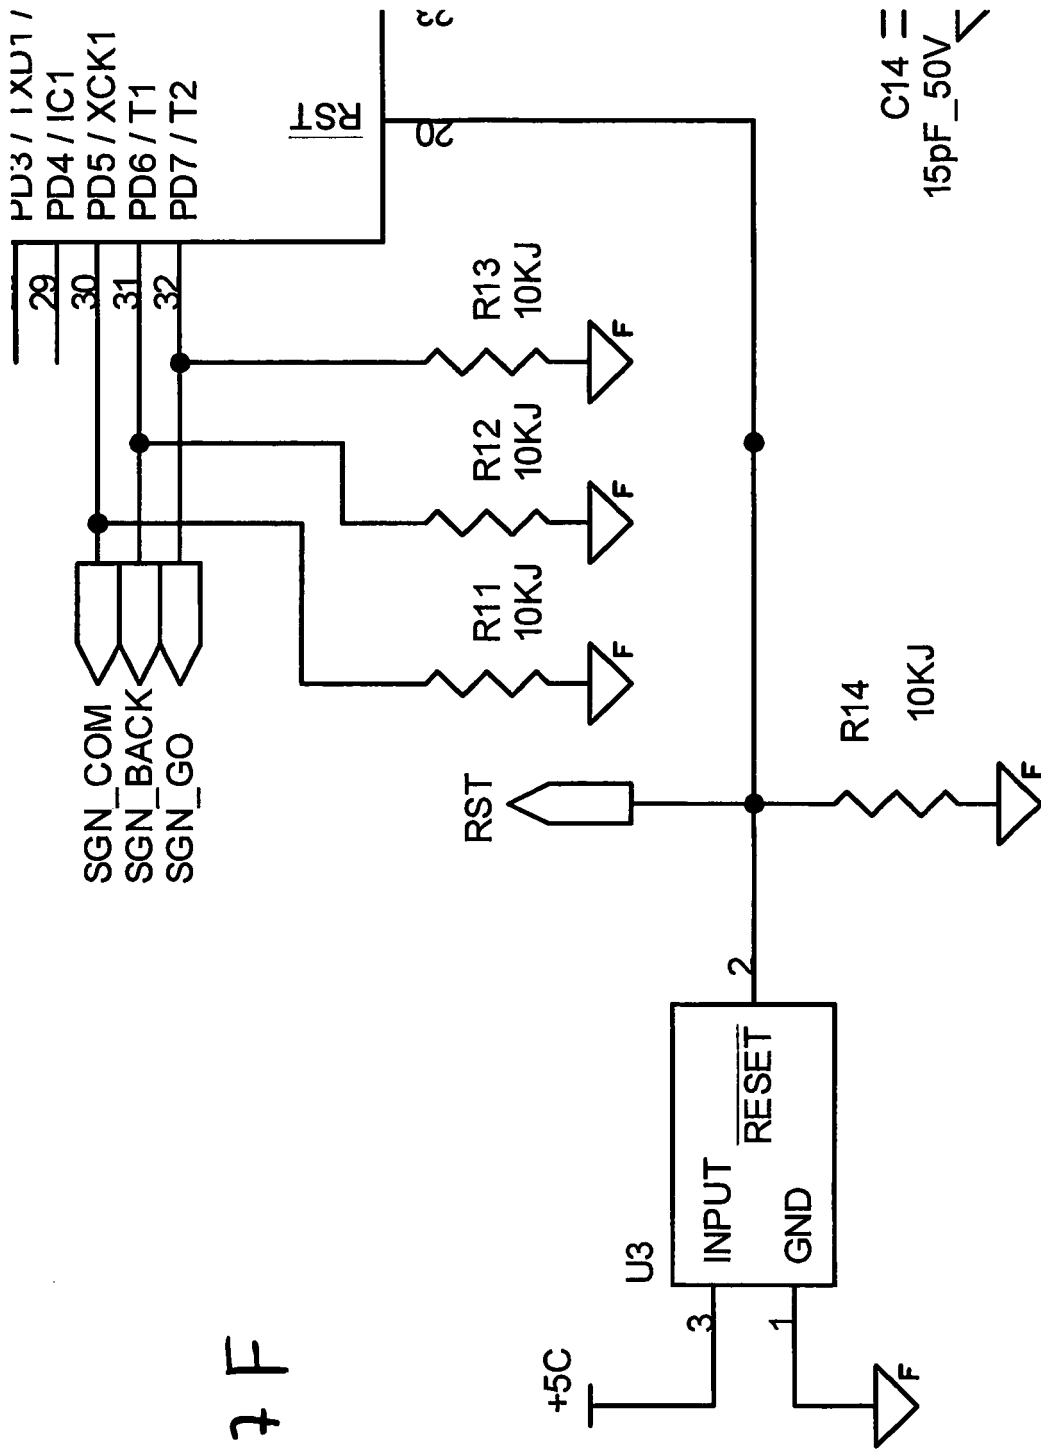 PD4 / IC1
PD5 / XCK1
PD6 / T1
PD7 / T2
29
30
31
32
RST
20
C14
15pF_50V
R13
10KJ
F
R12
10KJ
F
R11
10KJ
F
SGN_COM
SGN_BACK
SGN_GO
RST
R14
10KJ
F
2
U3
INPUT
RESET
GND
3
1
+5C
F